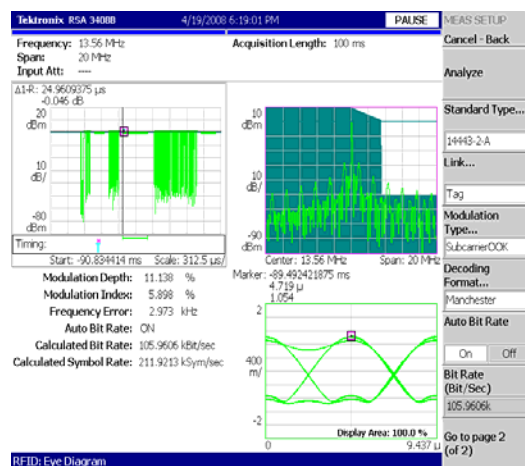 Tektronix RSA 3408B 4/19/2008 6:19:01 PM PAUSE MEAS SETUP
Frequency: 13.56 MHz Acquisition Length: 100 ms Cancel - Back
Span: 20 MHz
Input Att: ----
Analyze
Δ1-R: 24.9609375 µs
-0.046 dB
20
dBm
10
dB/
-80
dBm
Timing:
Start: -90.834414 ms Scale: 312.5 µs/
10
dBm
10
dB/
-90
dBm
Center: 13.56 MHz Span: 20 MHz
Standard Type...
14443-2-A
Link...
Tag
Modulation
Type...
SubcarrierOOK
Decoding
Format...
Manchester
Auto Bit Rate
On Off
Bit Rate
(Bit/Sec)
105.9606k
Go to page 2
(of 2)
Modulation Depth: 11.138 %
Modulation Index: 5.898 %
Frequency Error: 2.973 kHz
Auto Bit Rate: ON
Calculated Bit Rate: 105.9606 kBit/sec
Calculated Symbol Rate: 211.9213 kSym/sec
Marker: -89.492421875 ms
4.719 µ
1.054
2
400
m/
-2
Display Area: 100.0 %
0 9.437 µ
RFID: Eye Diagram